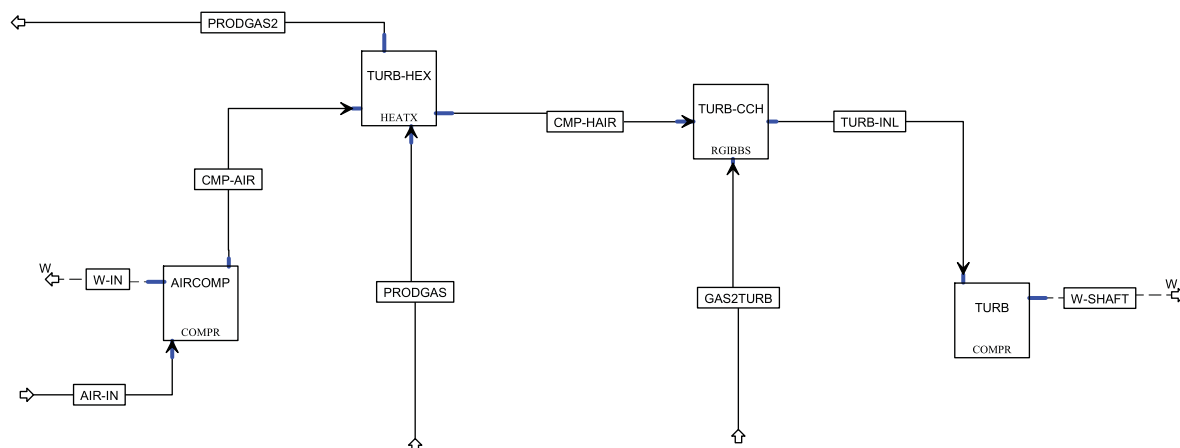 PRODGAS2
TURB-HEX
HEATX
CMP-HAIR
TURB-CCH
RGIBBS
TURB-INL
CMP-AIR
W
W-IN
AIRCOMP
COMPR
AIR-IN
PRODGAS
GAS2TURB
TURB
COMPR
W-SHAFT
W